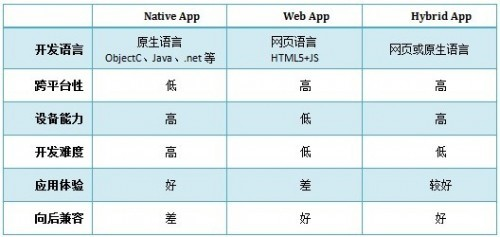 Native App Web App Hybrid App
开发语言 原生语言 网页语言 网页或原生语言
ObjectC、Java、.net 等 HTML5+JS
跨平台性 低 高 高
设备能力 高 低 高
开发难度 高 低 低
应用体验 好 差 较好
向后兼容 差 好 好